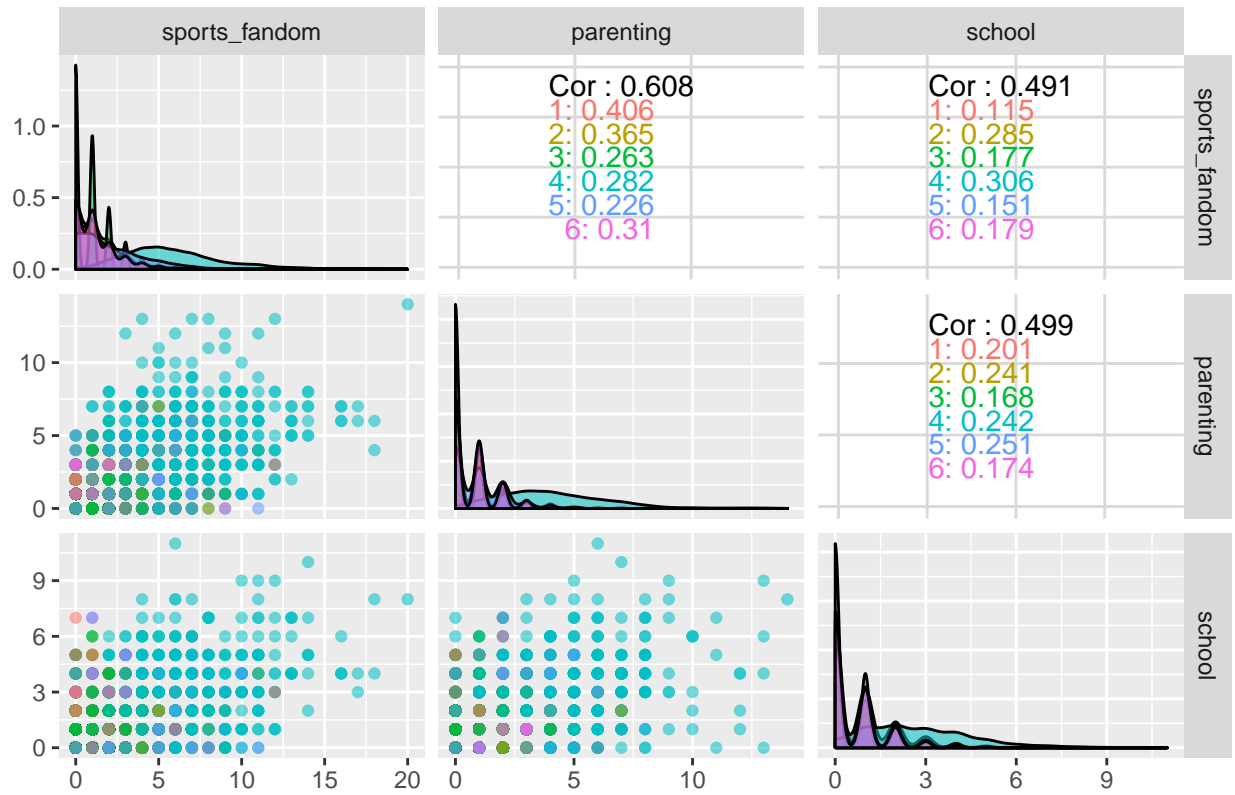 sports_fandom
parenting
school
1.0
0.5
0.0
Cor : 0.608
1: 0.406
2: 0.365
3: 0.263
4: 0.282
5: 0.226
6: 0.31
Cor : 0.491
1: 0.115
2: 0.285
3: 0.177
4: 0.306
5: 0.151
6: 0.179
sports_fandom
10
5
0
Cor : 0.499
1: 0.201
2: 0.241
3: 0.168
4: 0.242
5: 0.251
6: 0.174
parenting
9
6
3
0
school
0 5 10 15 20
0 5 10
0 3 6 9